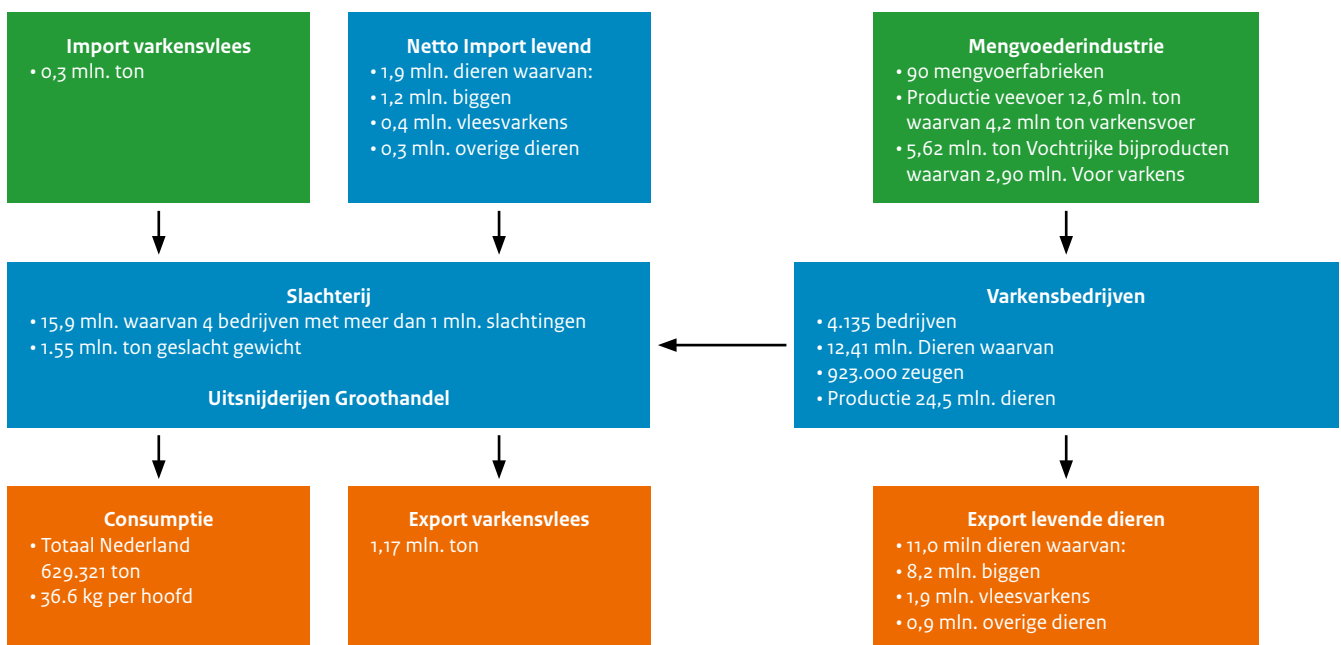 Import varkensvlees
• 0,3 mln. ton
Netto Import levend
• 1,9 mln. dieren waarvan:
• 1,2 mln. biggen
• 0,4 mln. vleesvarkens
• 0,3 mln. overige dieren
Mengvoederindustrie
• 90 mengvoerfabrieken
• Productie veevoer 12,6 mln. ton
waarvan 4,2 mln ton varkensvoer
• 5,62 mln. ton Vochtrijke bijproducten
waarvan 2,90 mln. Voor varkens
Slachterij
• 15,9 mln. waarvan 4 bedrijven met meer dan 1 mln. slachtingen
• 1.55 mln. ton geslacht gewicht
Uitsnijderijen Groothandel
Varkensbedrijven
• 4.135 bedrijven
• 12,41 mln. Dieren waarvan
• 923.000 zeugen
• Productie 24,5 mln. dieren
Consumptie
• Totaal Nederland
629.321 ton
• 36.6 kg per hoofd
Export varkensvlees
1,17 mln. ton
Export levende dieren
• 11,0 miln dieren waarvan:
• 8,2 mln. biggen
• 1,9 mln. vleesvarkens
• 0,9 mln. overige dieren